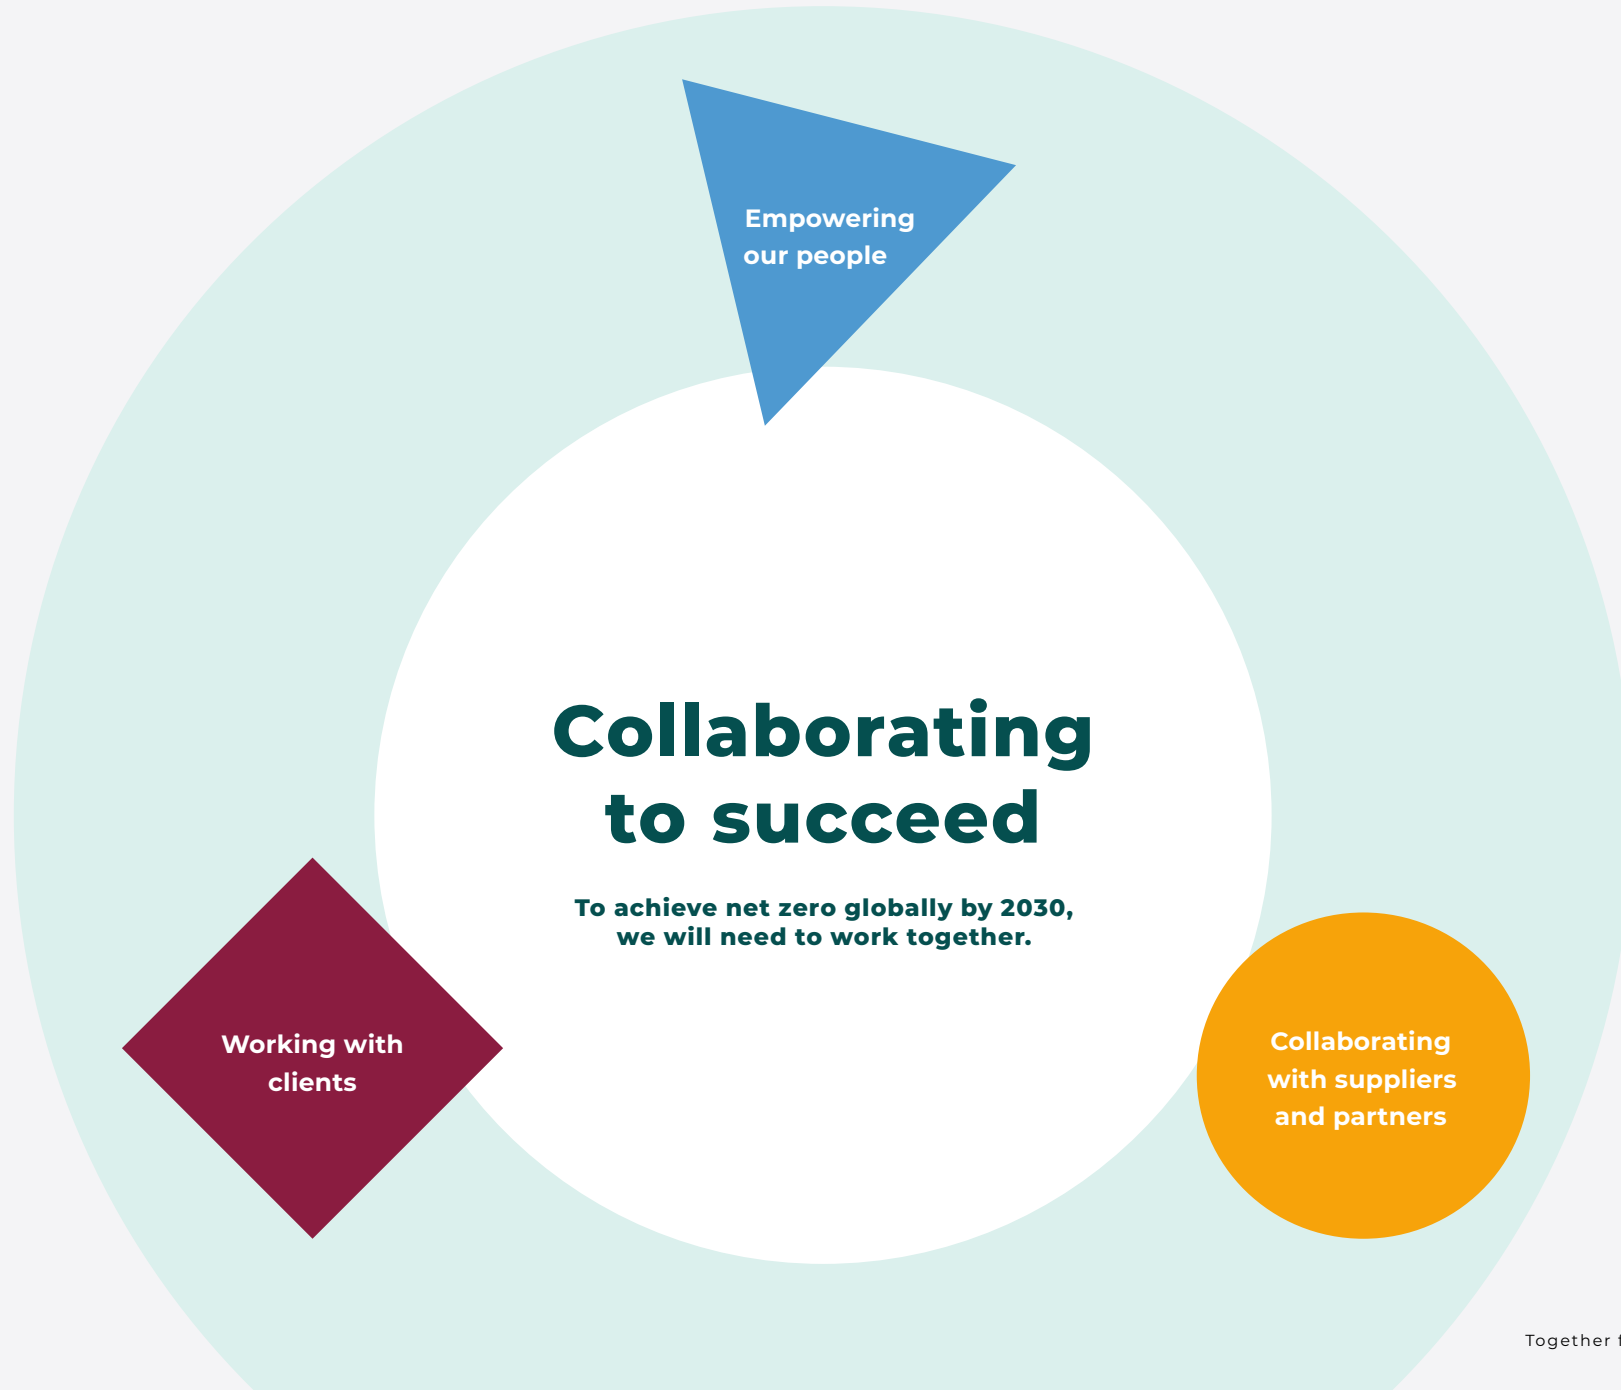 Empowering
our people
Collaborating
to succeed
To achieve net zero globally by 2030,
we will need to work together.
Working with
clients
Collaborating
with suppliers
and partners
Together